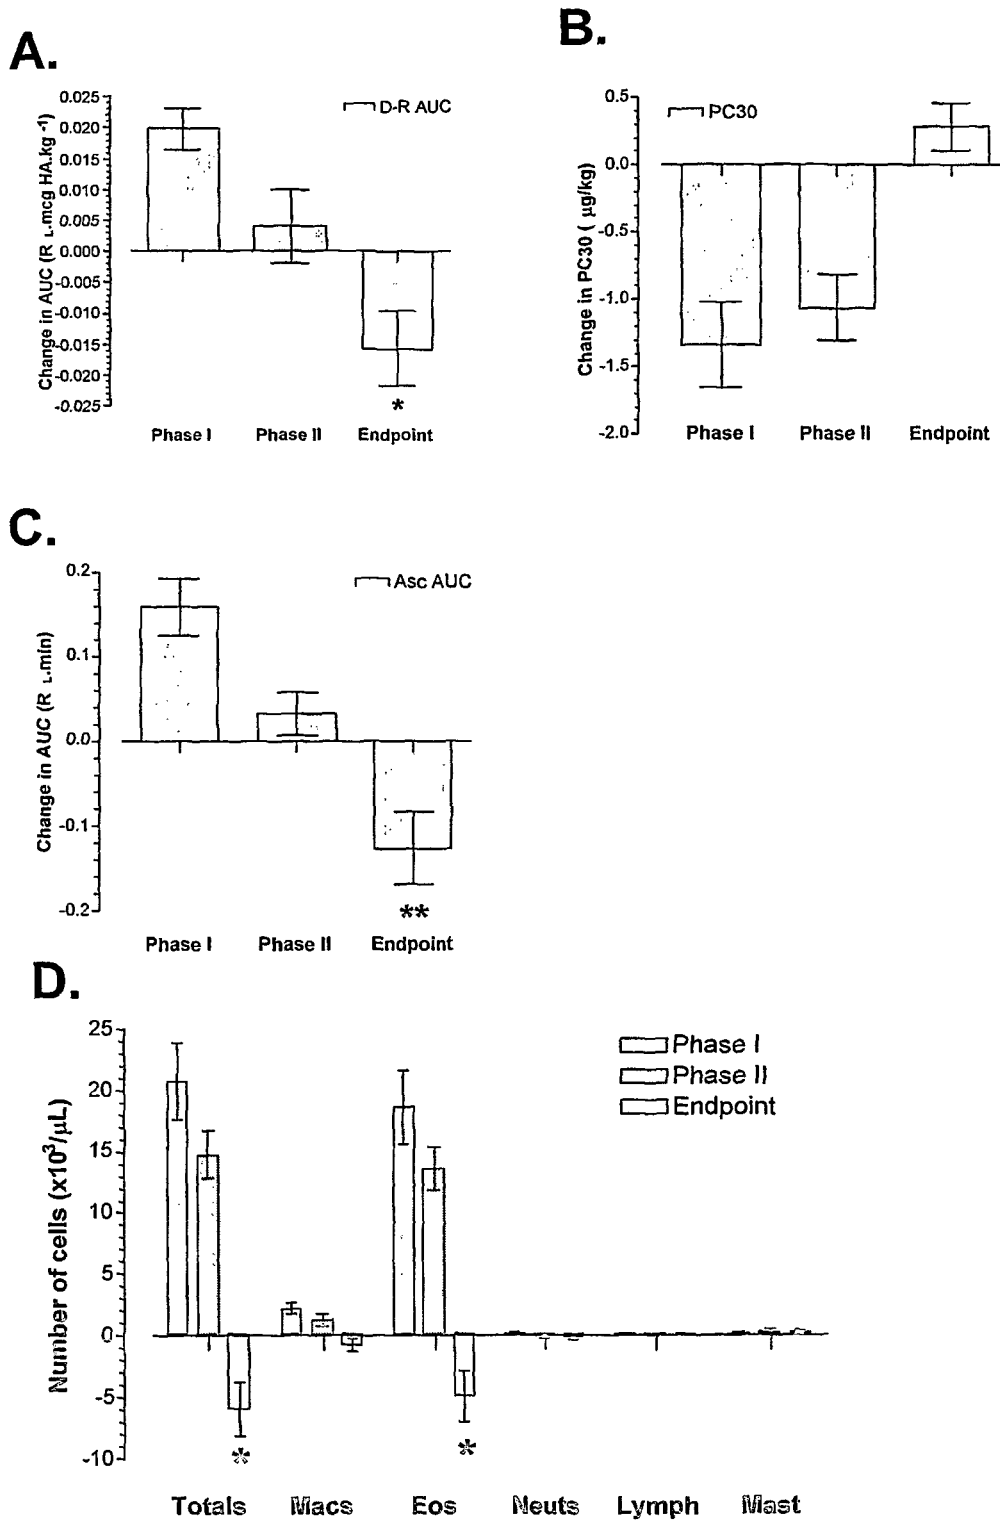 A.
D-R AUC
Change in AUC (R L.mcg HA.kg -1)
0.025
0.020
0.015
0.010
0.005
0.000
-0.005
-0.010
-0.015
-0.020
-0.025
*
Phase I Phase II Endpoint
B.
PC30
Change in PC30 ( µg/kg)
0.5
0.0
-0.5
-1.0
-1.5
-2.0
Phase I Phase II Endpoint
C.
Asc AUC
Change in AUC (R L.min)
0.2
0.1
0.0
-0.1
-0.2
**
Phase I Phase II Endpoint
D.
Phase I
Phase II
Endpoint
Number of cells (x10³/µL)
25
20
15
10
5
0
-5
-10
* *
Totals Macs Eos Neuts Lymph Mast